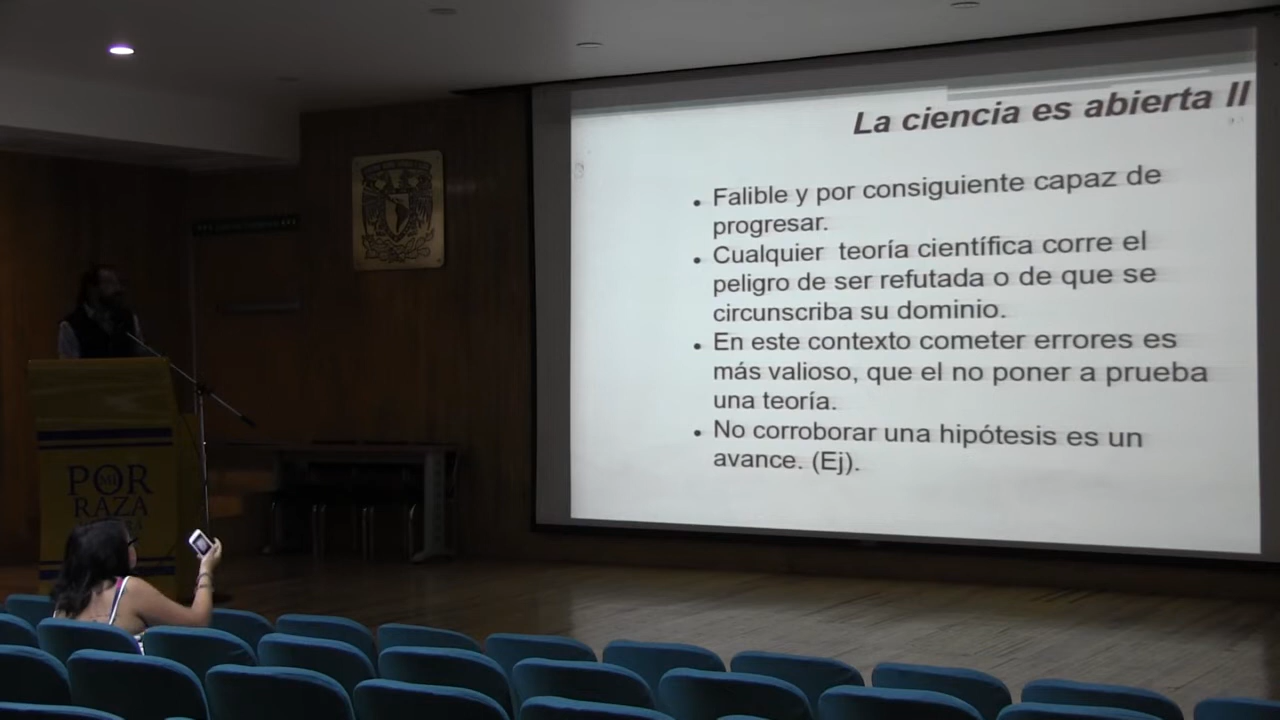 La ciencia es abierta II
• Falible y por consiguiente capaz de
progresar.
• Cualquier teoría científica corre el
peligro de ser refutada o de que se
circunscriba su dominio.
• En este contexto cometer errores es
más valioso, que el no poner a prueba
una teoría.
• No corroborar una hipótesis es un
avance. (Ej).
POR
MI
RAZA